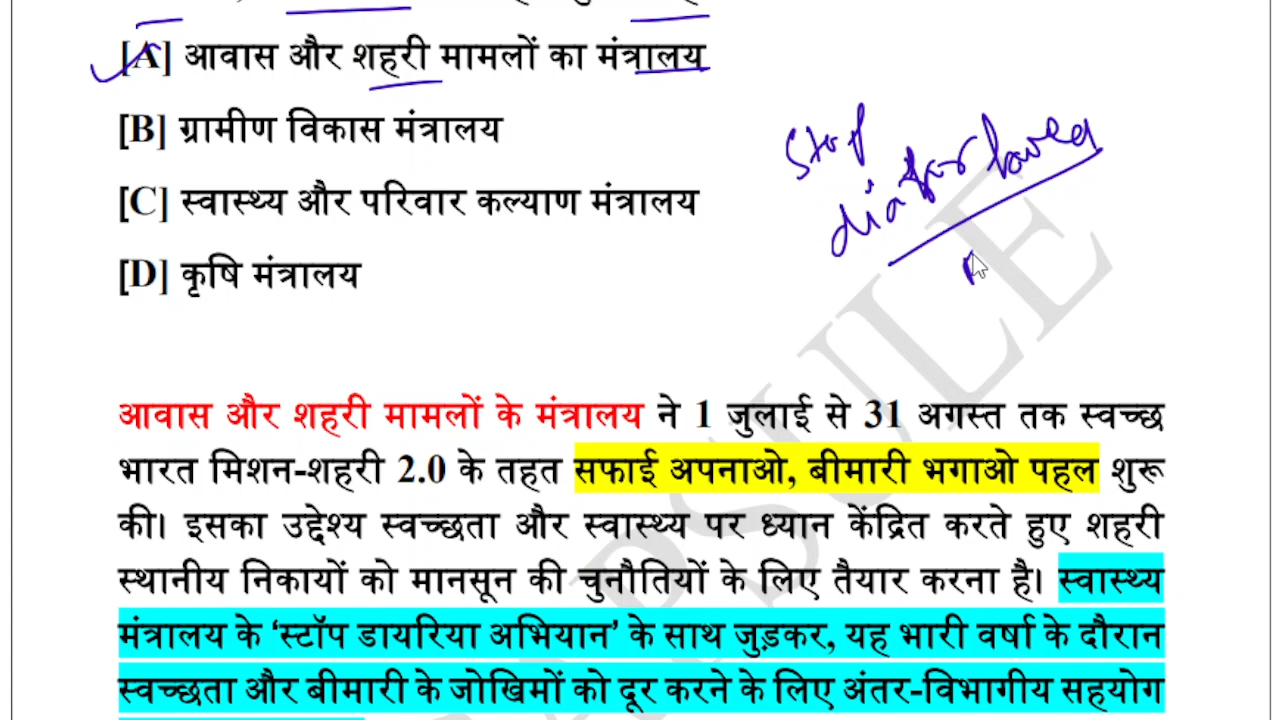 [A] आवास और शहरी मामलों का मंत्रालय
[B] ग्रामीण विकास मंत्रालय
[C] स्वास्थ्य और परिवार कल्याण मंत्रालय
[D] कृषि मंत्रालय
Stop
आवास और शहरी मामलों के मंत्रालय ने 1 जुलाई से 31 अगस्त तक स्वच्छ
भारत मिशन-शहरी 2.0 के तहत सफाई अपनाओ, बीमारी भगाओ पहल शुरू
की। इसका उद्देश्य स्वच्छता और स्वास्थ्य पर ध्यान केंद्रित करते हुए शहरी
स्थानीय निकायों को मानसून की चुनौतियों के लिए तैयार करना है। स्वास्थ्य
मंत्रालय के ‘स्टॉप डायरिया अभियान’ के साथ जुड़कर, यह भारी वर्षा के दौरान
स्वच्छता और बीमारी के जोखिमों को दूर करने के लिए अंतर-विभागीय सहयोग